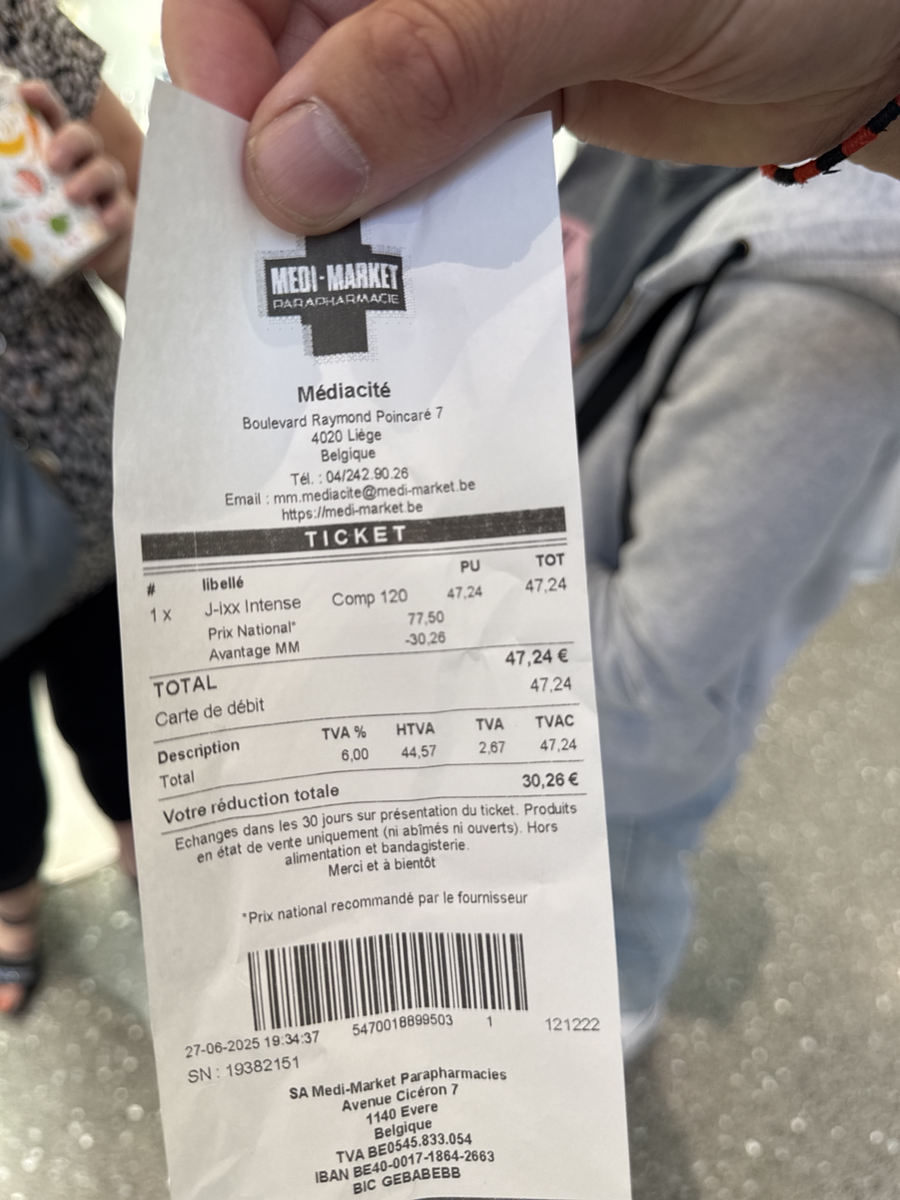 MEDI-MARKET
PARAPHARMACIE
Médiacité
Boulevard Raymond Poincaré 7
4020 Liège
Belgique
Tél. : 04/242.90.26
Email : mm.mediacite@medi-market.be
https://medi-market.be
TICKET
# libellé PU TOT
1 x J-ixx Intense Comp 120 47,24 47,24
Prix National* 77,50
Avantage MM -30,26
TOTAL 47,24 €
Carte de débit 47,24
Description TVA % HTVA TVA TVAC
Total 6,00 44,57 2,67 47,24
Votre réduction totale 30,26 €
Echanges dans les 30 jours sur présentation du ticket. Produits
en état de vente uniquement (ni abîmés ni ouverts). Hors
alimentation et bandagisterie.
Merci et à bientôt
*Prix national recommandé par le fournisseur
27-06-2025 19:34:37 5470018899503 1 121222
SN : 19382151
SA Medi-Market Parapharmacies
Avenue Cicéron 7
1140 Evere
Belgique
TVA BE0545.833.054
IBAN BE40-0017-1864-2663
BIC GEBABEBB